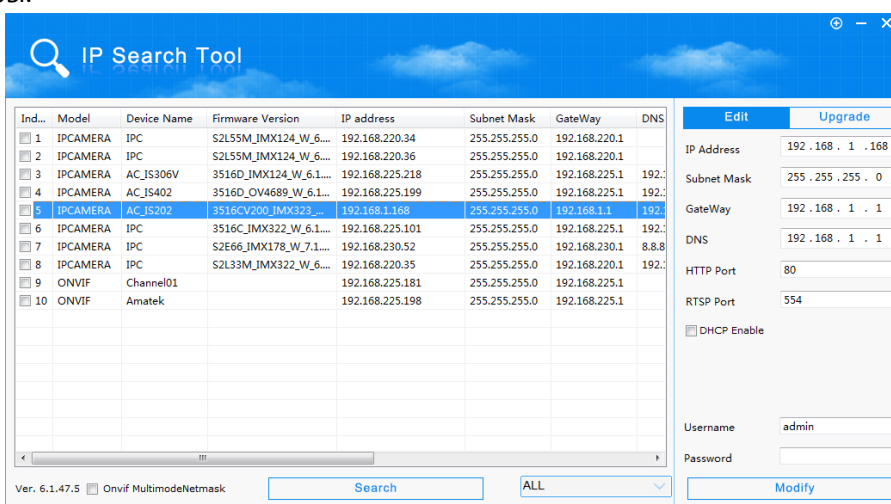 IP Search Tool
Ind... Model Device Name Firmware Version IP address Subnet Mask GateWay DNS
1 IPCAMERA IPC S2L55M_IMX124_W_6.... 192.168.220.34 255.255.255.0 192.168.220.1
2 IPCAMERA IPC S2L55M_IMX124_W_6.... 192.168.220.36 255.255.255.0 192.168.220.1
3 IPCAMERA AC_IS306V 3516D_IMX124_W_6.1.... 192.168.225.218 255.255.255.0 192.168.225.1 192.
4 IPCAMERA AC_IS402 3516D_OV4689_W_6.1... 192.168.225.199 255.255.255.0 192.168.225.1 192.
5 IPCAMERA AC_IS202 3516CV200_IMX323_... 192.168.1.168 255.255.255.0 192.168.1.1 192.
6 IPCAMERA IPC 3516C_IMX322_W_6.1.... 192.168.225.101 255.255.255.0 192.168.225.1 192.
7 IPCAMERA IPC S2E66_IMX178_W_7.1.... 192.168.230.52 255.255.255.0 192.168.230.1 8.8.8
8 IPCAMERA IPC S2L33M_IMX322_W_6.... 192.168.220.35 255.255.255.0 192.168.220.1 192.
9 ONVIF Channel01 192.168.225.181 255.255.255.0 192.168.225.1
10 ONVIF Amatek 192.168.225.198 255.255.255.0 192.168.225.1
Ver. 6.1.47.5 Onvif MultimodeNetmask Search ALL
Edit Upgrade
IP Address 192 . 168 . 1 . 168
Subnet Mask 255 . 255 . 255 . 0
GateWay 192 . 168 . 1 . 1
DNS 192 . 168 . 1 . 1
HTTP Port 80
RTSP Port 554
DHCP Enable
Username admin
Password
Modify